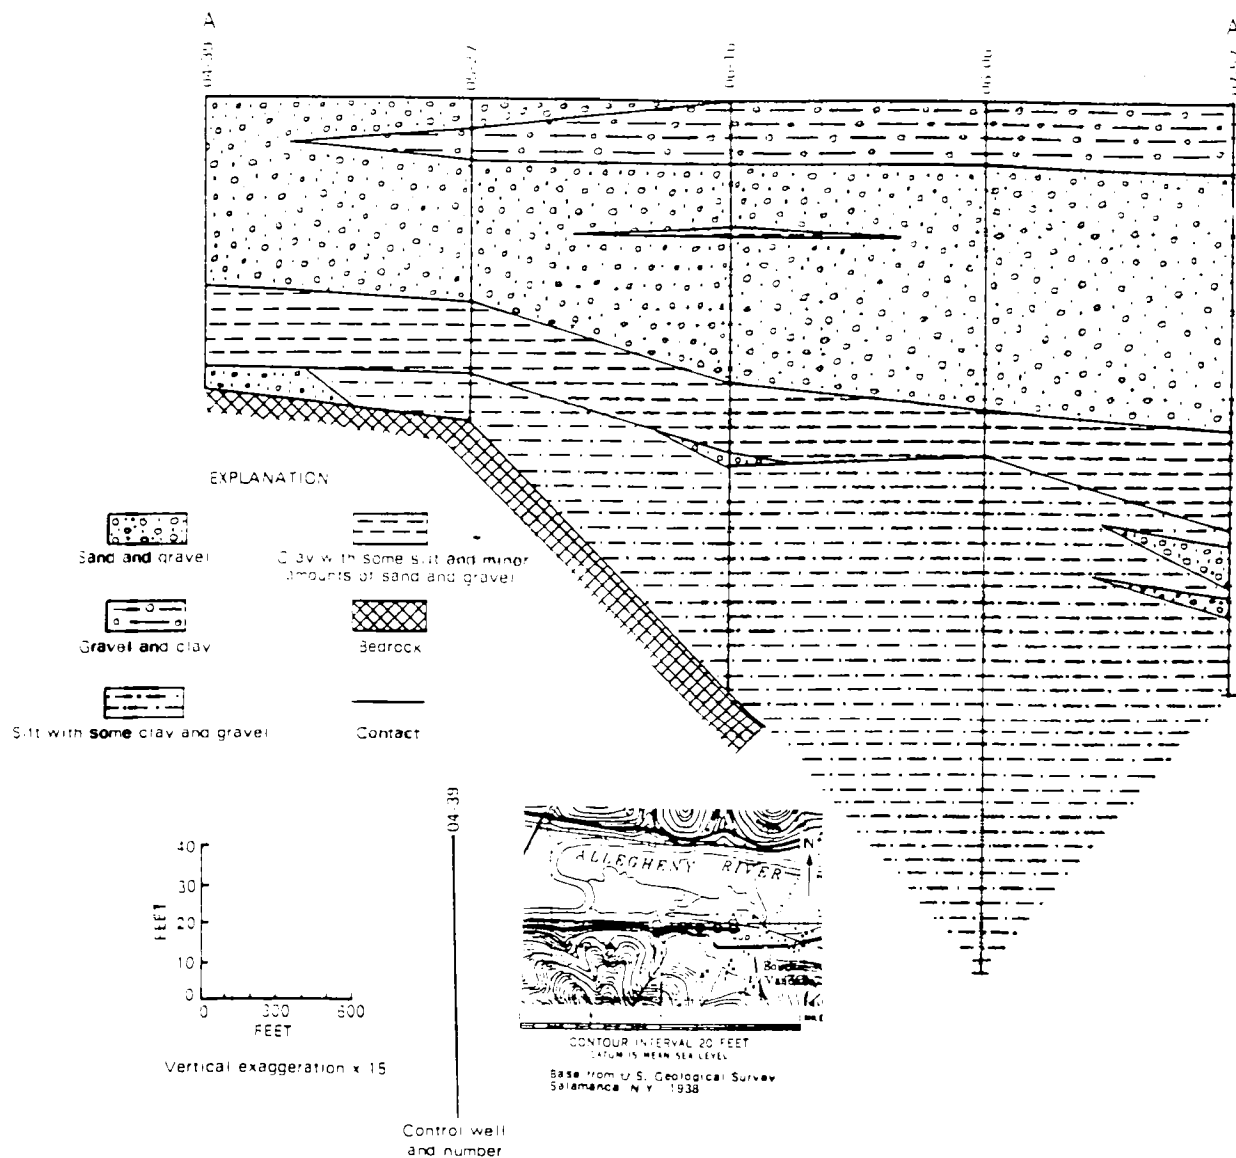 A
A
04-39
EXPLANATION
Sand and gravel
Clay with some silt and minor
amounts of sand and gravel
Gravel and clay
Bedrock
Silt with some clay and gravel
Contact
04-39
40
30
20
10
0
FEET
0
300
600
FEET
Vertical exaggeration x 15
Control well
and number
ALLEGHENY RIVER
N
CONTOUR INTERVAL 20 FEET
DATUM IS MEAN SEA LEVEL
Base from U.S. Geological Survey
Salamanca N Y 1938